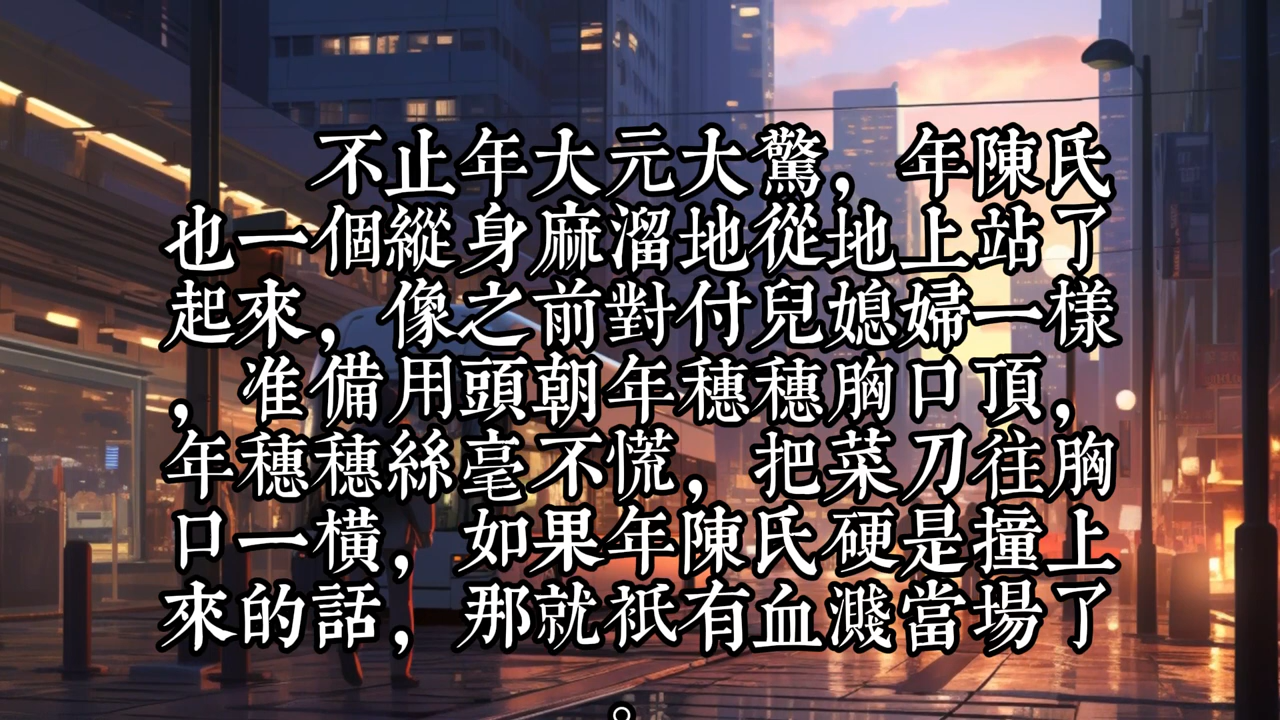 不止年大元大驚，年陳氏
也一個縱身麻溜地從地上站了
起來，像之前對付兒媳婦一樣
，准備用頭朝年穗穗胸口頂，
年穗穗絲毫不慌，把菜刀往胸
口一橫，如果年陳氏硬是撞上
來的話，那就衹有血濺當場了
。